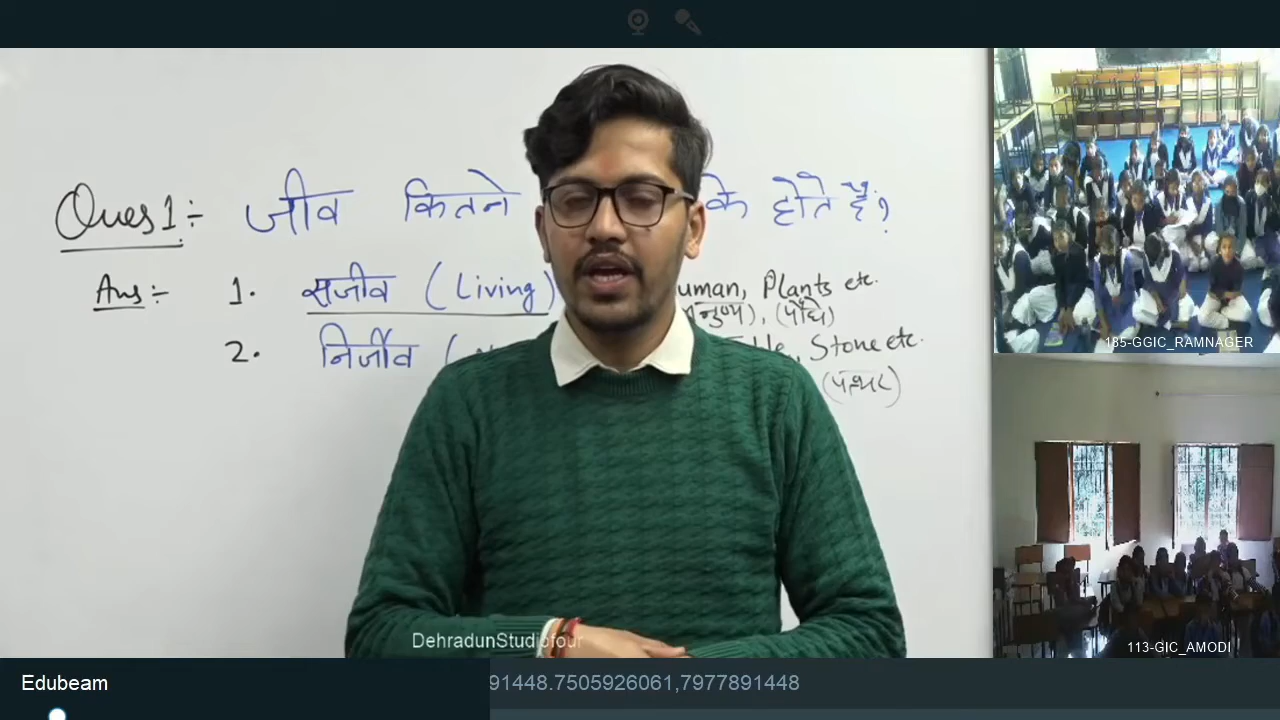 Ques 1:- जीव कितने के होते हैं?
Ans:- 1. सजीव (Living) uman, Plants etc.
(पौधे)
2. निर्जीव Stone etc.
(पत्थर)
185-GGIC_RAMNAGER
113-GIC_AMODI
DehradunStudiofour
Edubeam
91448.7505926061,7977891448